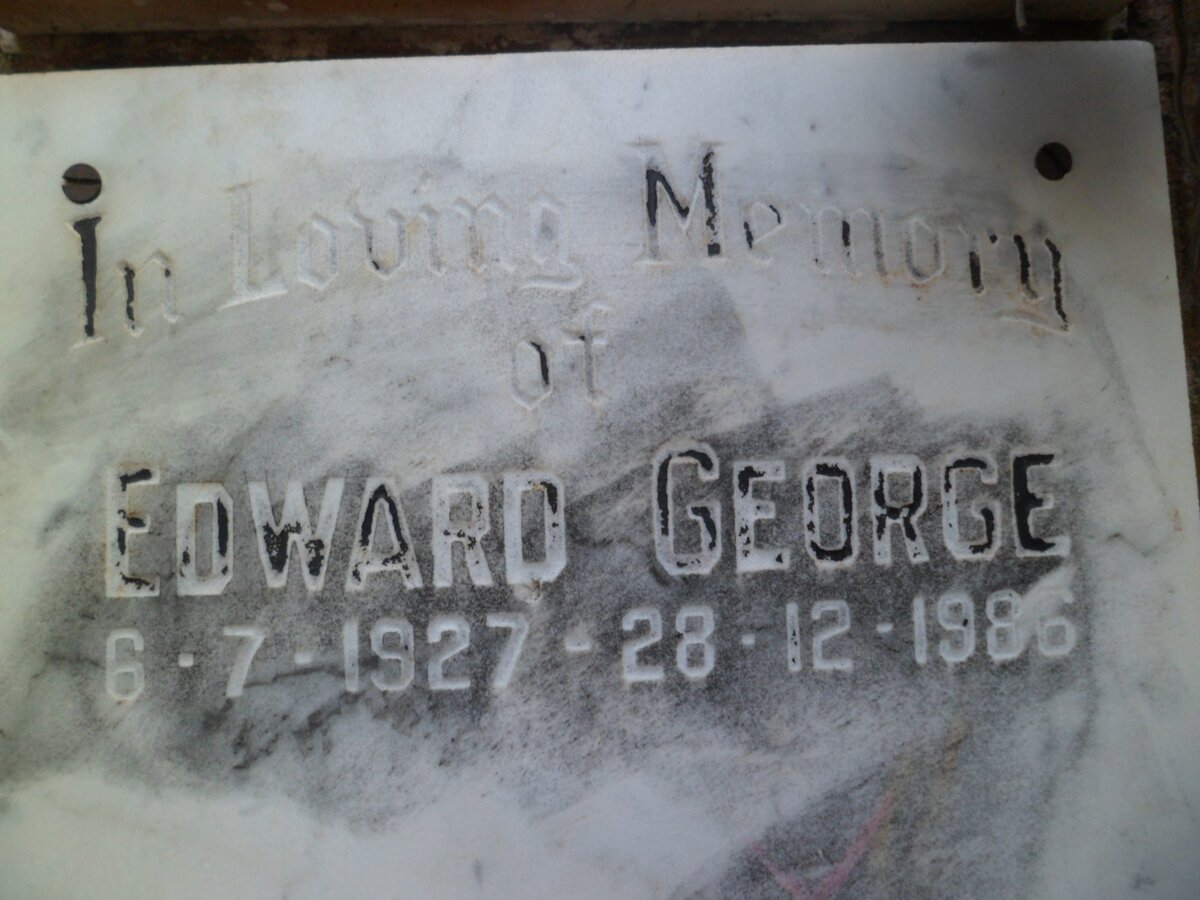 In Loving Memory
of
EDWARD GEORGE
6-7-1927-28-12-1986